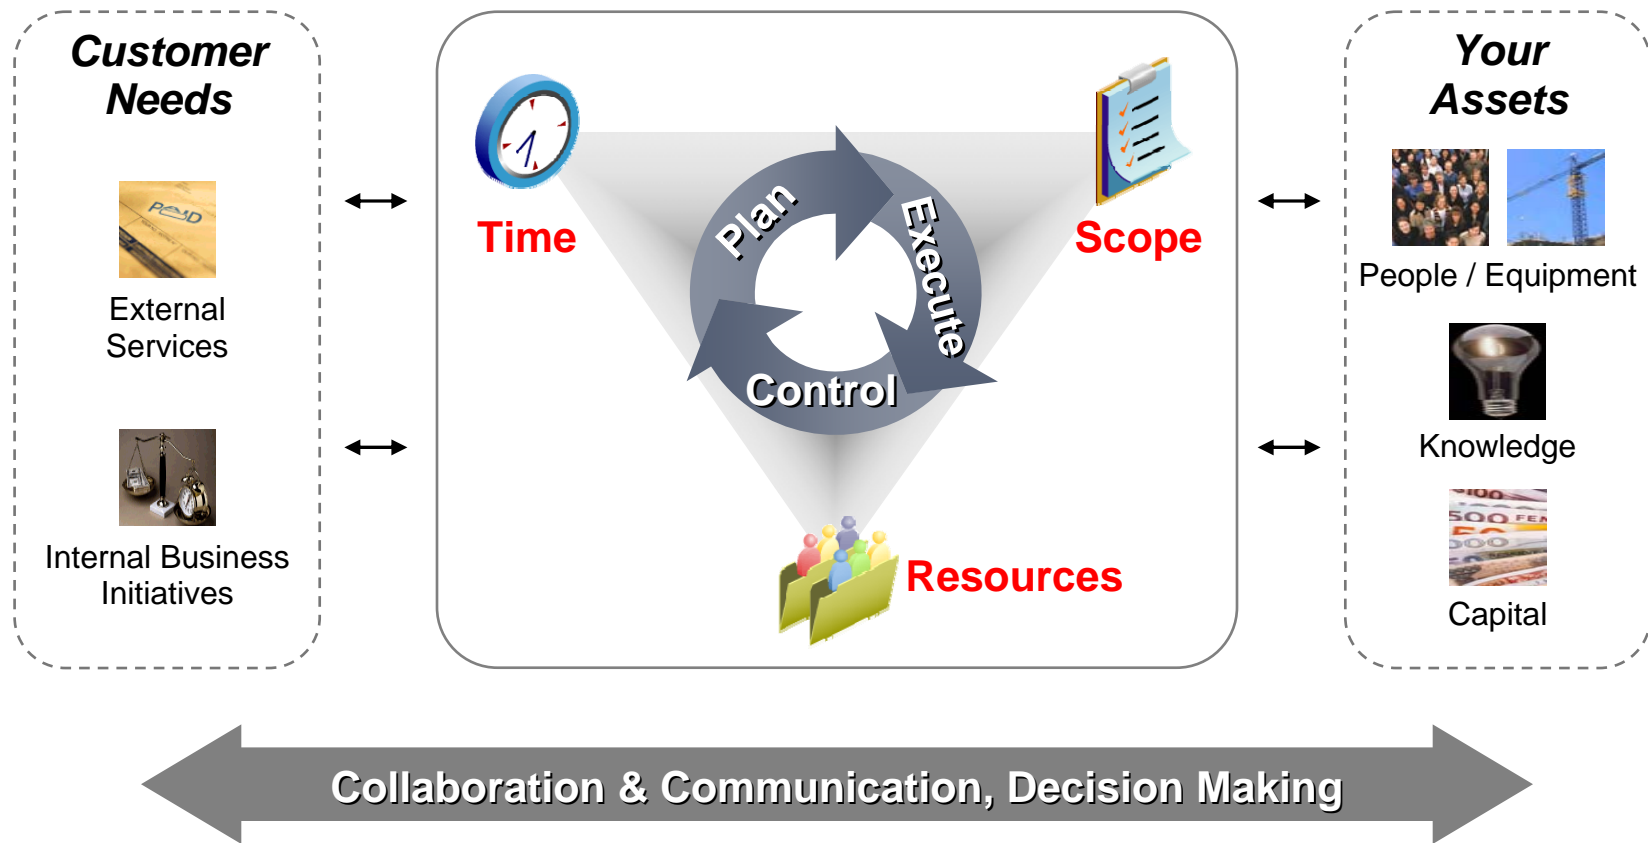 Customer
Needs
External
Services
Internal Business
Initiatives
Time
Scope
Plan
Execute
Control
Resources
Your
Assets
People / Equipment
Knowledge
500
Capital
Collaboration & Communication, Decision Making